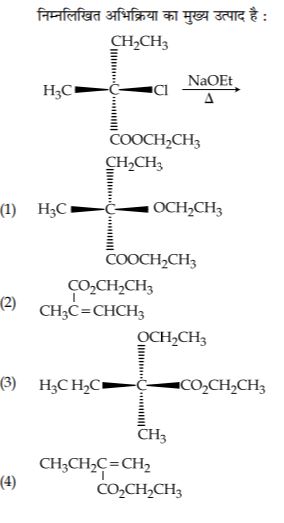 निम्नलिखित अभिक्रिया का मुख्य उत्पाद है :
CH₂CH₃
H₃C C Cl NaOEt
Δ
COOCH₂CH₃
CH₂CH₃
(1) H₃C C OCH₂CH₃
COOCH₂CH₃
CO₂CH₂CH₃
(2) CH₃C=CHCH₃
OCH₂CH₃
(3) H₃C H₂C C CO₂CH₂CH₃
CH₃
CH₃CH₂C=CH₂
(4)
CO₂CH₂CH₃